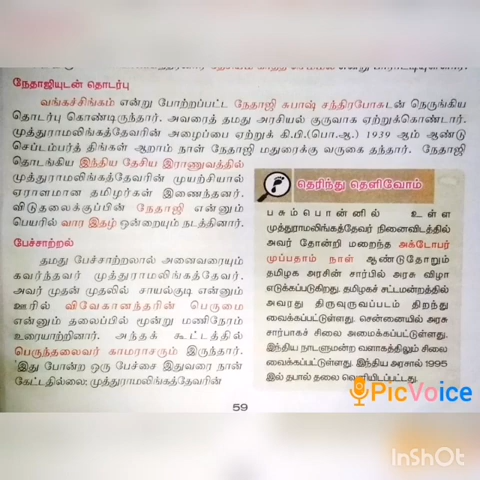 நேதாஜியுடன் தொடர்பு
வங்கச்சிங்கம் என்று போற்றப்பட்ட நேதாஜி சுபாஷ் சந்திரபோசுடன் நெருங்கிய
தொடர்பு கொண்டிருந்தார். அவரைத் தமது அரசியல் குருவாக ஏற்றுக்கொண்டார்.
முத்துராமலிங்கத்தேவரின் அழைப்பை ஏற்றுக் கி.பி.(பொ.ஆ.) 1939 ஆம் ஆண்டு
செப்டம்பர்த் திங்கள் ஆறாம் நாள் நேதாஜி மதுரைக்கு வருகை தந்தார். நேதாஜி
தொடங்கிய இந்திய தேசிய இராணுவத்தில்
முத்துராமலிங்கத்தேவரின் முயற்சியால்
ஏராளமான தமிழர்கள் இணைந்தனர்.
விடுதலைக்குப்பின் நேதாஜி என்னும்
பெயரில் வார இதழ் ஒன்றையும் நடத்தினார்.
பேச்சாற்றல்
தமது பேச்சாற்றலால் அனைவரையும்
கவர்ந்தவர் முத்துராமலிங்கத்தேவர்.
அவர் முதன் முதலில் சாயல்குடி என்னும்
ஊரில் விவேகானந்தரின் பெருமை
என்னும் தலைப்பில் மூன்று மணிநேரம்
உரையாற்றினார். அந்தக் கூட்டத்தில்
பெருந்தலைவர் காமராசரும் இருந்தார்.
'இது போன்ற ஒரு பேச்சை இதுவரை நான்
கேட்டதில்லை; முத்துராமலிங்கத்தேவரின்
தெரிந்து தெளிவோம்
பசும்பொன்னில் உள்ள
முத்துராமலிங்கத்தேவர் நினைவிடத்தில்
அவர் தோன்றி மறைந்த அக்டோபர்
முப்பதாம் நாள் ஆண்டுதோறும்
தமிழக அரசின் சார்பில் அரசு விழா
எடுக்கப்படுகிறது. தமிழகச் சட்டமன்றத்தில்
அவரது திருவுருவப்படம் திறந்து
வைக்கப்பட்டுள்ளது. சென்னையில் அரசு
சார்பாகச் சிலை அமைக்கப்பட்டுள்ளது.
இந்திய நாடளுமன்ற வளாகத்திலும் சிலை
வைக்கப்பட்டுள்ளது. இந்திய அரசால் 1995
இல் தபால் தலை வெளியிடப்பட்டது.
59
PicVoice
InShOt